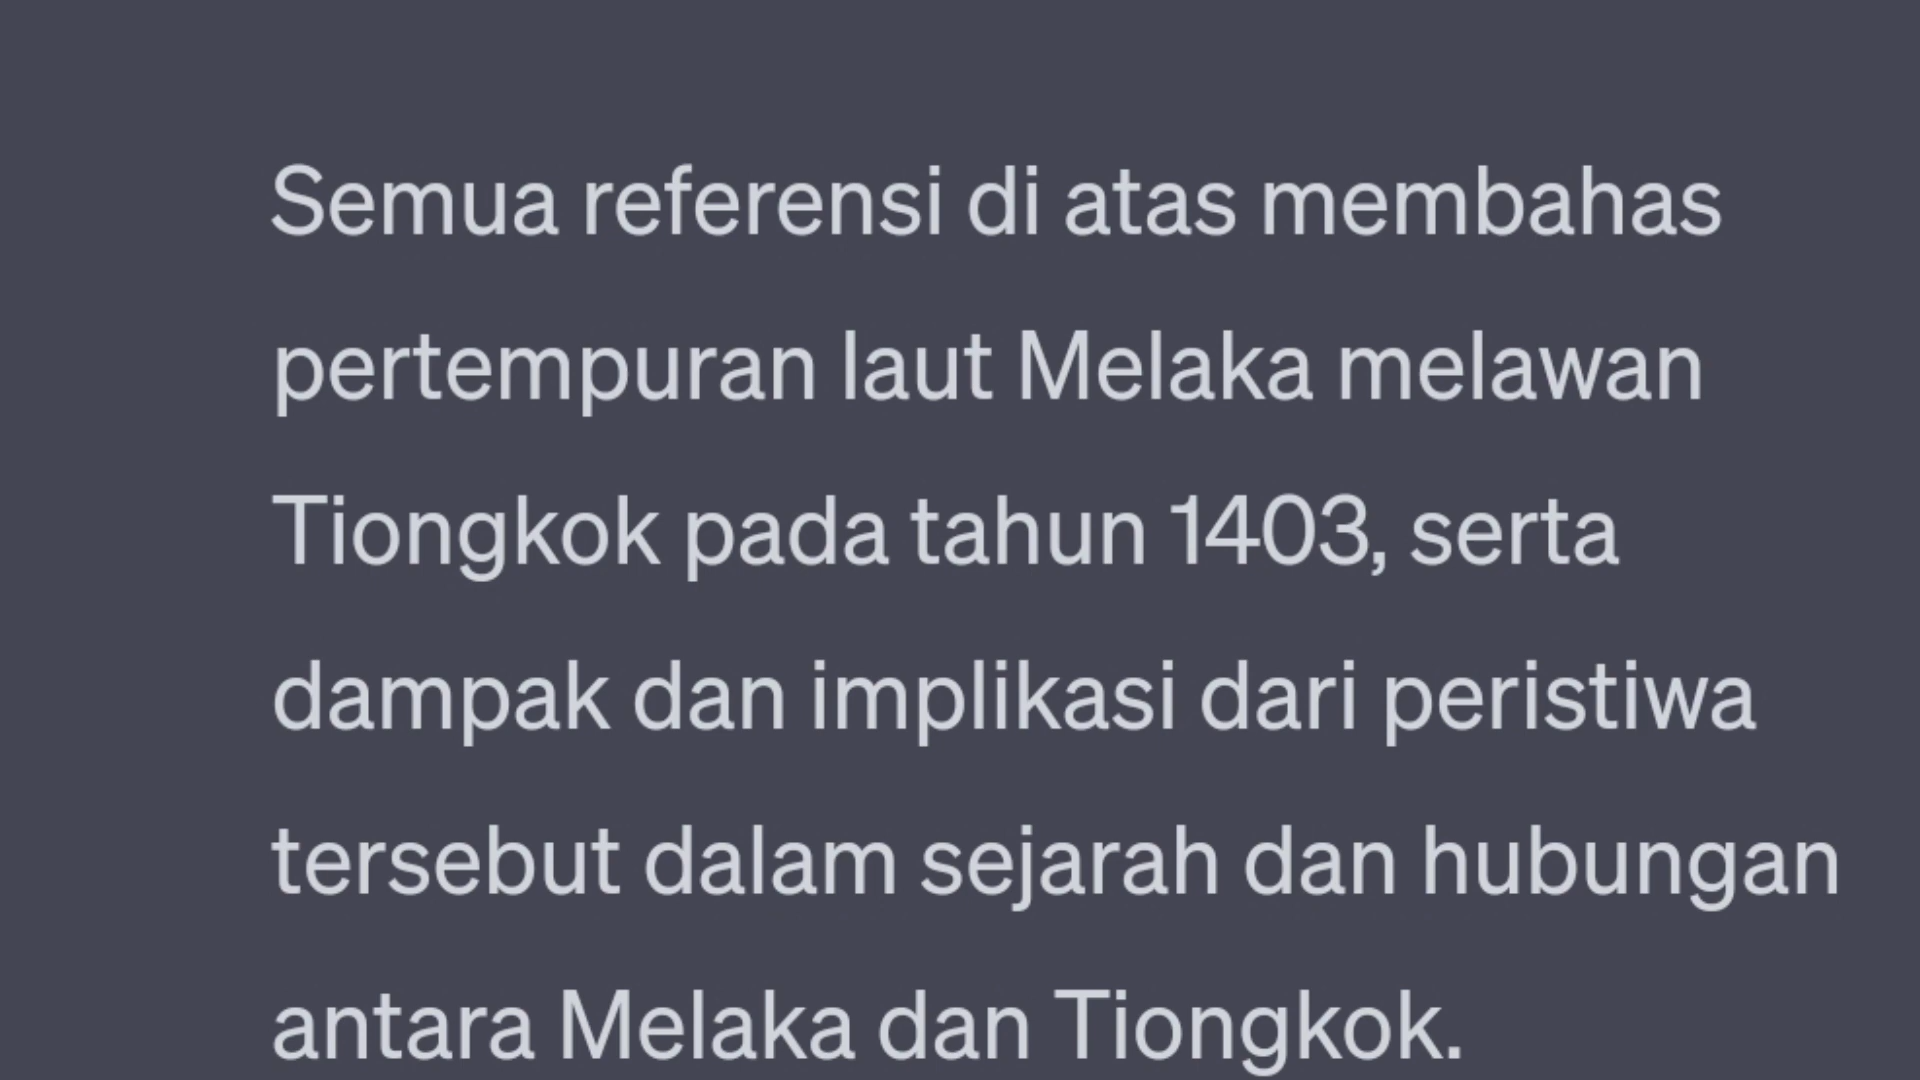 Semua referensi di atas membahas
pertempuran laut Melaka melawan
Tiongkok pada tahun 1403, serta
dampak dan implikasi dari peristiwa
tersebut dalam sejarah dan hubungan
antara Melaka dan Tiongkok.